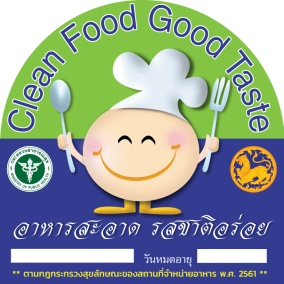 Clean Food Good Taste
อาหารสะอาด รสชาติอร่อย
วันหมดอายุ
** ตามกฎกระทรวงสุขลักษณะของสถานที่จำหน่ายอาหาร พ.ศ. 2561 **